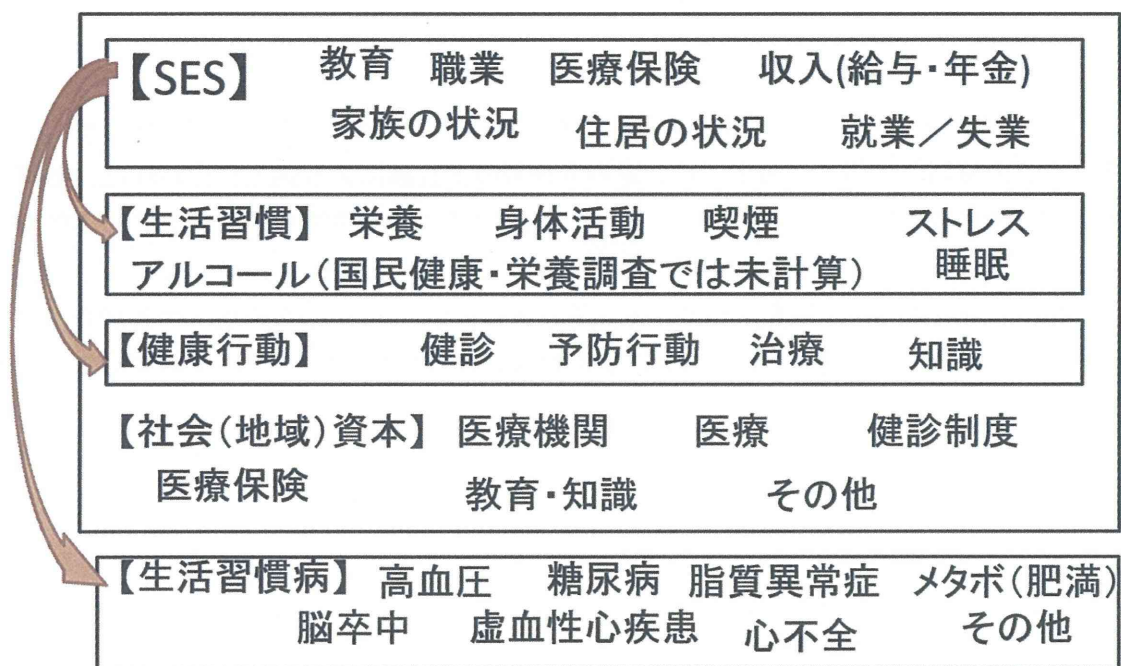 【SES】 教育 職業 医療保険 収入(給与・年金)
家族の状況 住居の状況 就業／失業
【生活習慣】 栄養 身体活動 喫煙 ストレス
アルコール(国民健康・栄養調査では未計算) 睡眠
【健康行動】 健診 予防行動 治療 知識
【社会(地域)資本】 医療機関 医療 健診制度
医療保険 教育・知識 その他
【生活習慣病】 高血圧 糖尿病 脂質異常症 メタボ(肥満)
脳卒中 虚血性心疾患 心不全 その他